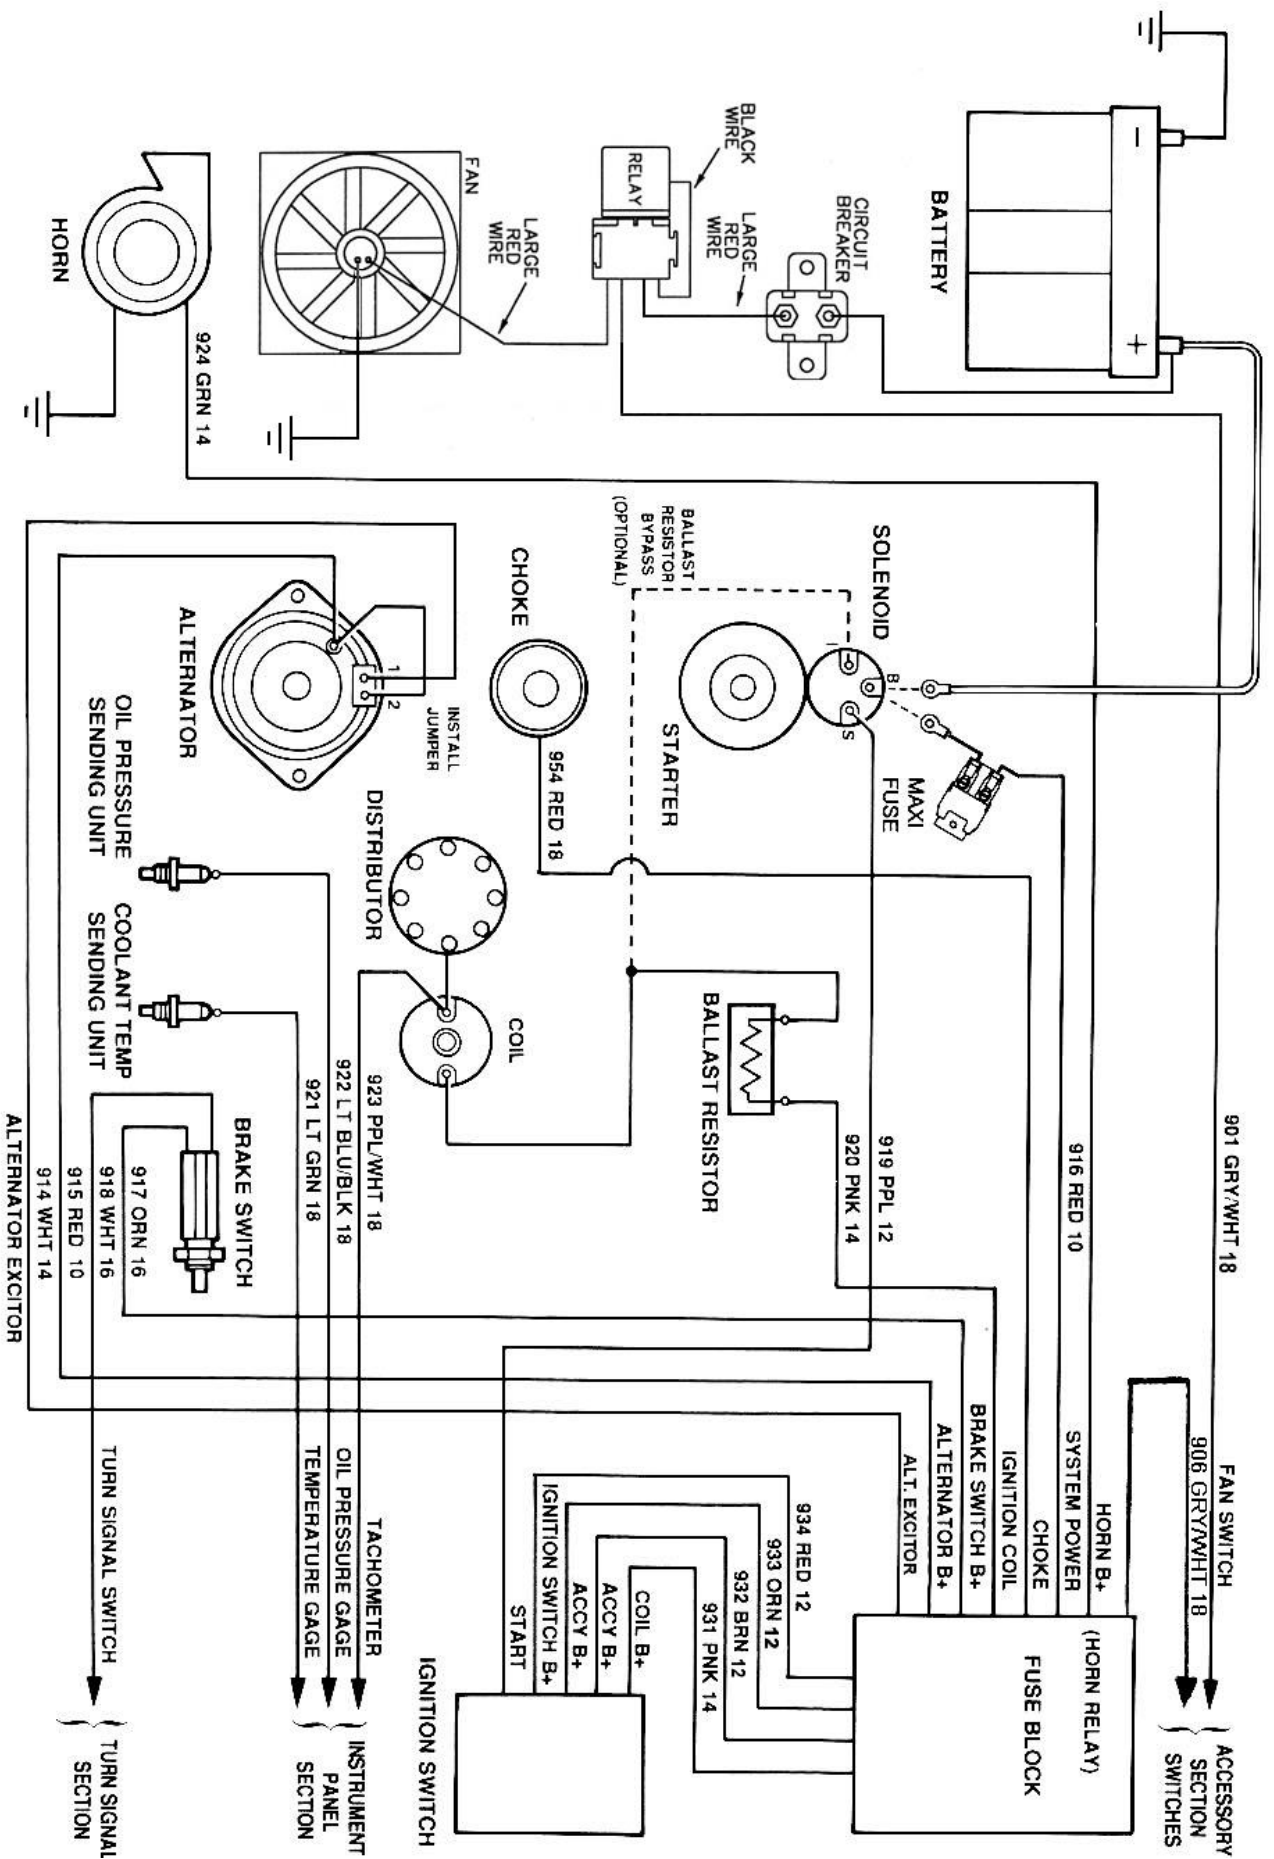 BATTERY
−
+
CIRCUIT
BREAKER
BLACK
WIRE
LARGE
RED
WIRE
RELAY
LARGE
RED
WIRE
FAN
HORN
924 GRN 14
SOLENOID
I
B
S
BALLAST
RESISTOR
BYPASS
(OPTIONAL)
STARTER
MAXI
FUSE
CHOKE
954 RED 18
ALTERNATOR
1
2
INSTALL
JUMPER
DISTRIBUTOR
COIL
BALLAST RESISTOR
OIL PRESSURE
SENDING UNIT
COOLANT TEMP
SENDING UNIT
BRAKE SWITCH
901 GRY/WHT 18
916 RED 10
919 PPL 12
920 PNK 14
923 PPL/WHT 18
922 LT BLU/BLK 18
921 LT GRN 18
917 ORN 16
918 WHT 16
915 RED 10
914 WHT 14
ALTERNATOR EXCITOR
FAN SWITCH
906 GRY/WHT 18
HORN B+
SYSTEM POWER
CHOKE
IGNITION COIL
BRAKE SWITCH B+
ALTERNATOR B+
ALT. EXCITOR
934 RED 12
933 ORN 12
932 BRN 12
931 PNK 14
COIL B+
ACCY B+
ACCY B+
IGNITION SWITCH B+
START
TACHOMETER
OIL PRESSURE GAGE
TEMPERATURE GAGE
TURN SIGNAL SWITCH
(HORN RELAY)
FUSE BLOCK
IGNITION SWITCH
ACCESSORY
SECTION
SWITCHES
INSTRUMENT
PANEL
SECTION
TURN SIGNAL
SECTION